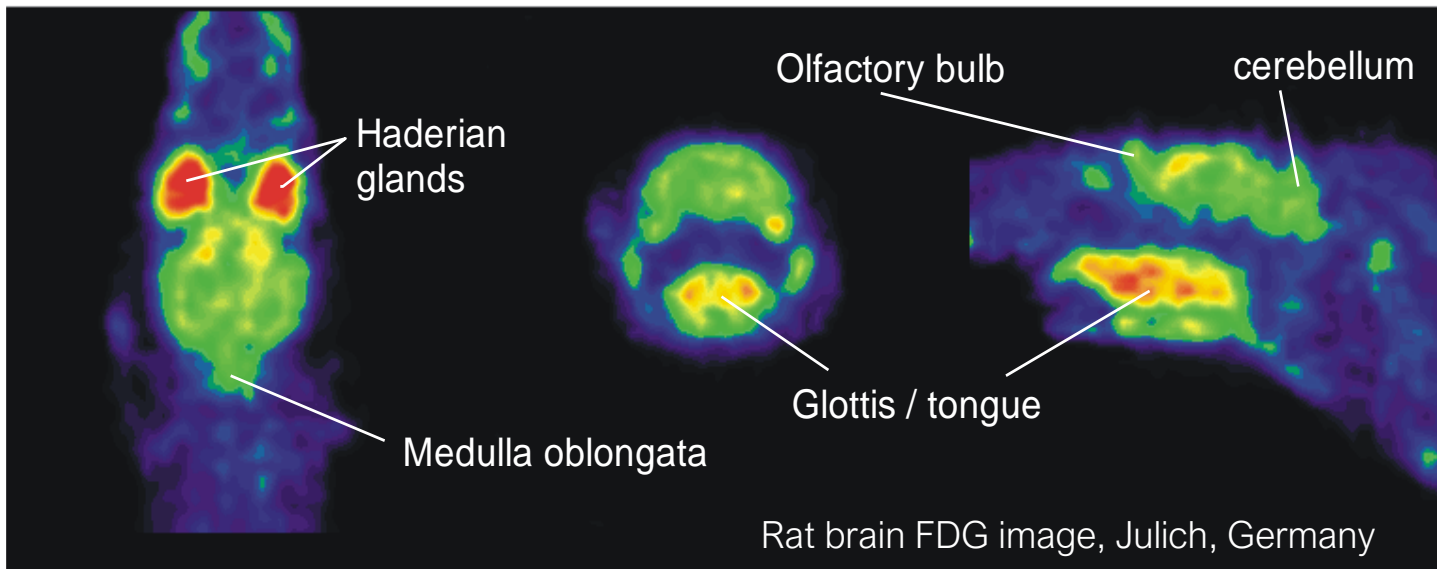 Olfactory bulb
cerebellum
Haderian
glands
Glottis / tongue
Medulla oblongata
Rat brain FDG image, Julich, Germany